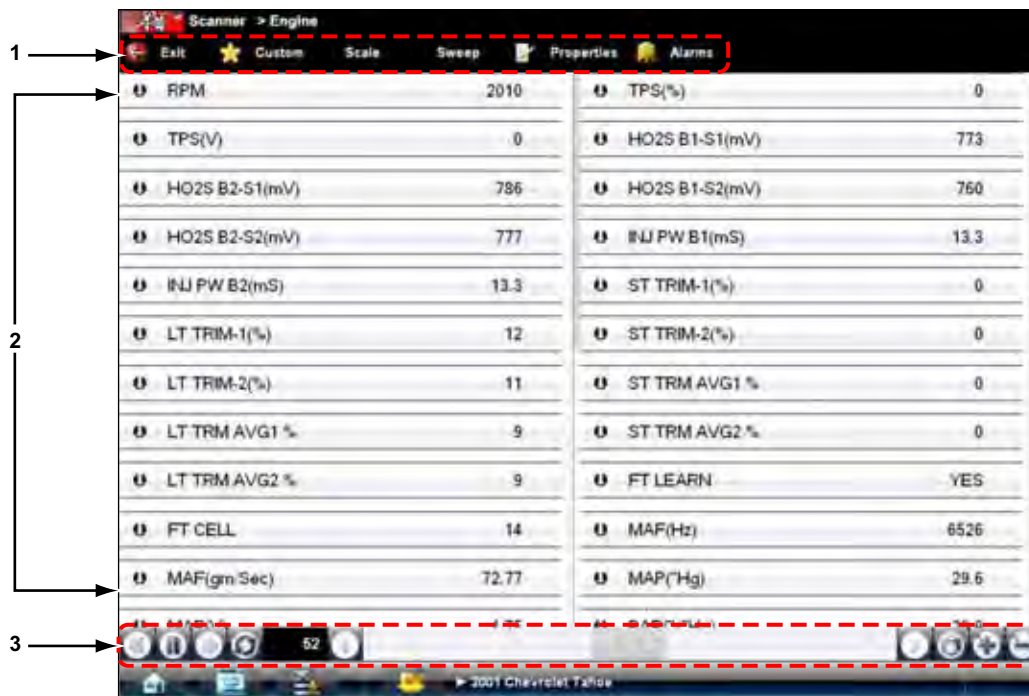 Scanner > Engine
1
Exit Custom Scale Sweep Properties Alarms
RPM 2010 TPS(%) 0
TPS(V) 0 HO2S B1-S1(mV) 773
HO2S B2-S1(mV) 786 HO2S B1-S2(mV) 760
HO2S B2-S2(mV) 777 INJ PW B1(mS) 13.3
INJ PW B2(mS) 13.3 ST TRIM-1(%) 0
2
LT TRIM-1(%) 12 ST TRIM-2(%) 0
LT TRIM-2(%) 11 ST TRM AVG1 % 0
LT TRM AVG1 % 9 ST TRM AVG2 % 0
LT TRM AVG2 % 9 FT LEARN YES
FT CELL 14 MAF(Hz) 6526
MAF(gm/Sec) 72.77 MAP("Hg) 29.6
3
52
2001 Chevrolet Tahoe